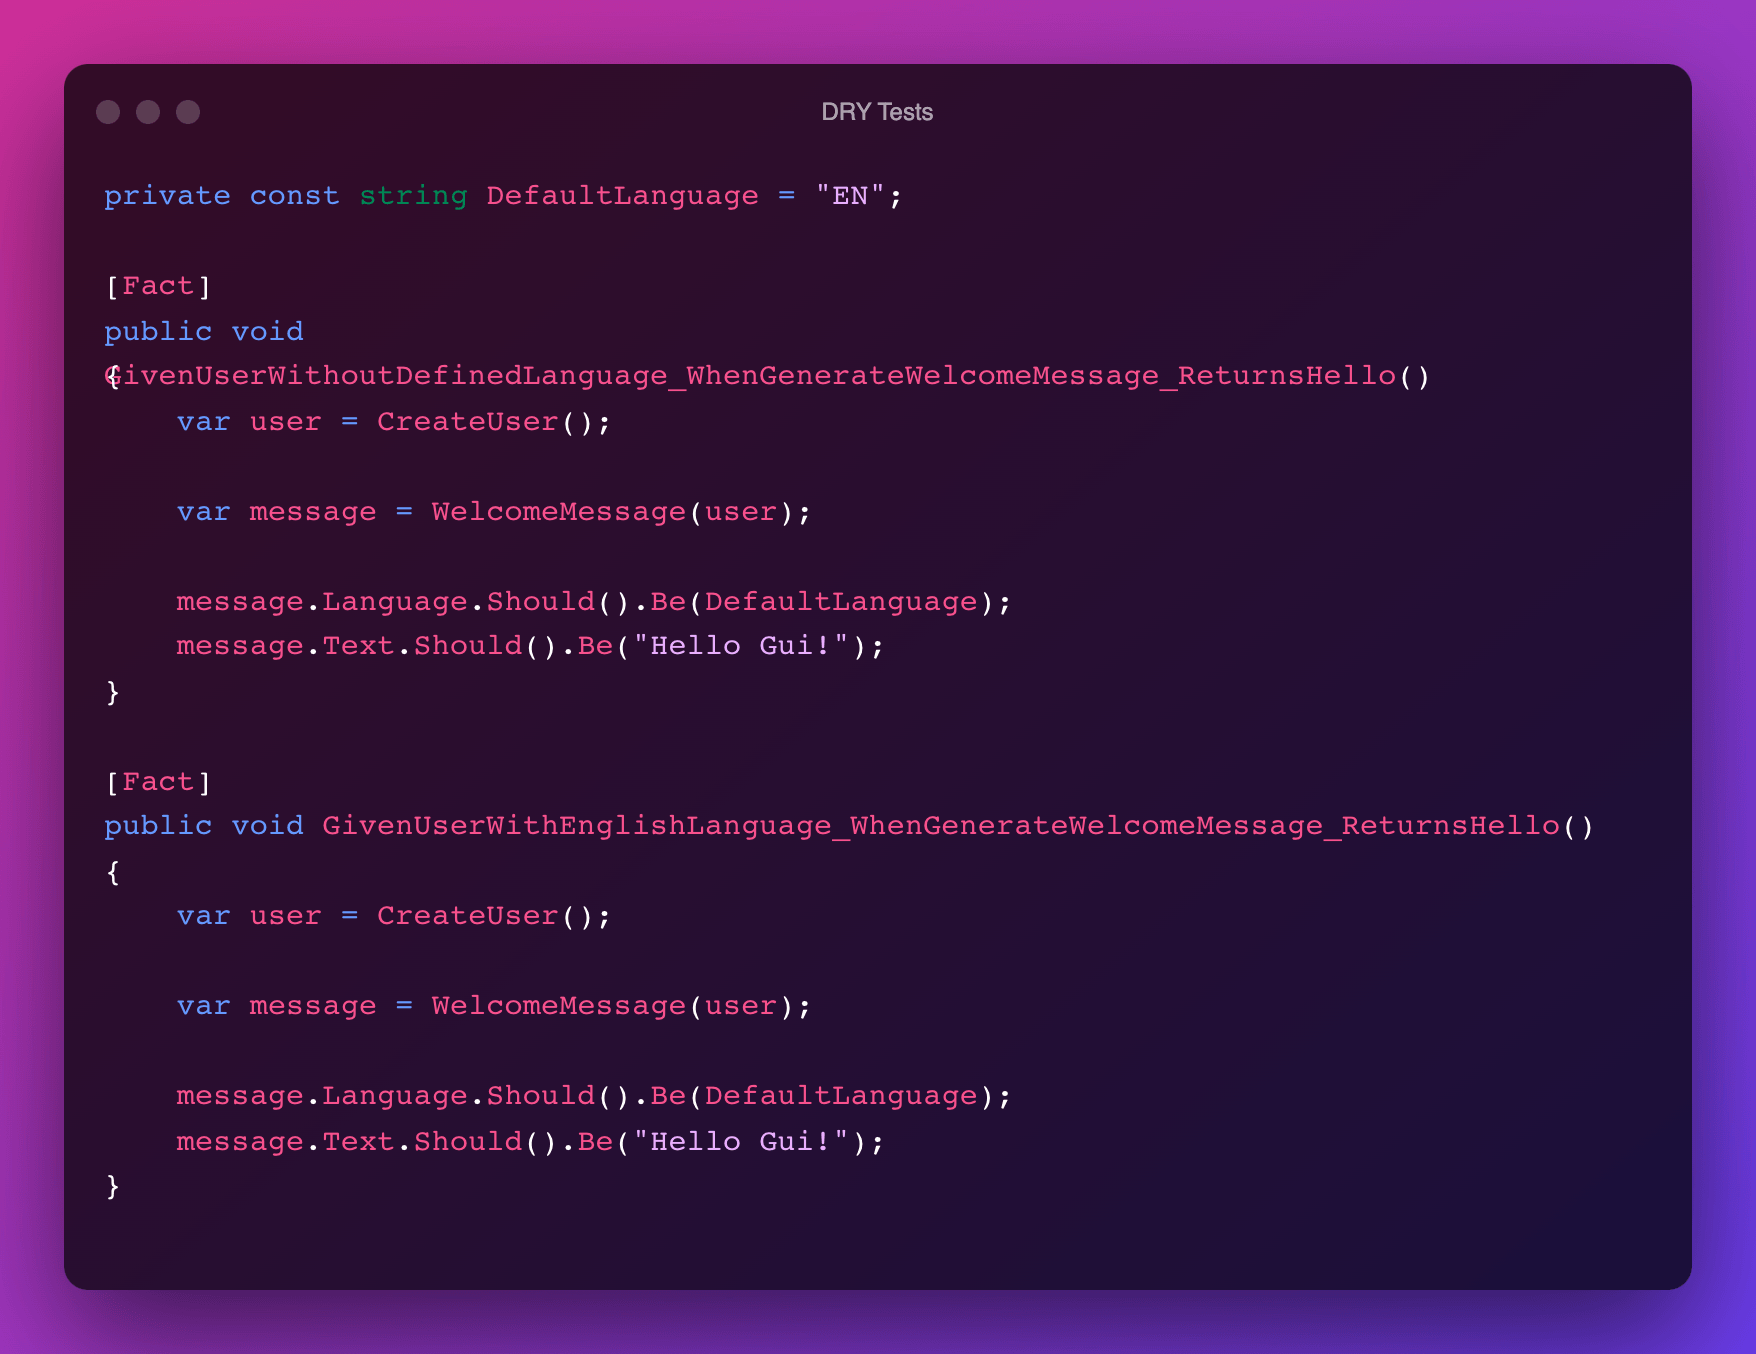 DRY Tests
private const string DefaultLanguage = "EN";
[Fact]
public void
GivenUserWithoutDefinedLanguage_WhenGenerateWelcomeMessage_ReturnsHello()
{
    var user = CreateUser();
    var message = WelcomeMessage(user);
    message.Language.Should().Be(DefaultLanguage);
    message.Text.Should().Be("Hello Gui!");
}
[Fact]
public void GivenUserWithEnglishLanguage_WhenGenerateWelcomeMessage_ReturnsHello()
{
    var user = CreateUser();
    var message = WelcomeMessage(user);
    message.Language.Should().Be(DefaultLanguage);
    message.Text.Should().Be("Hello Gui!");
}